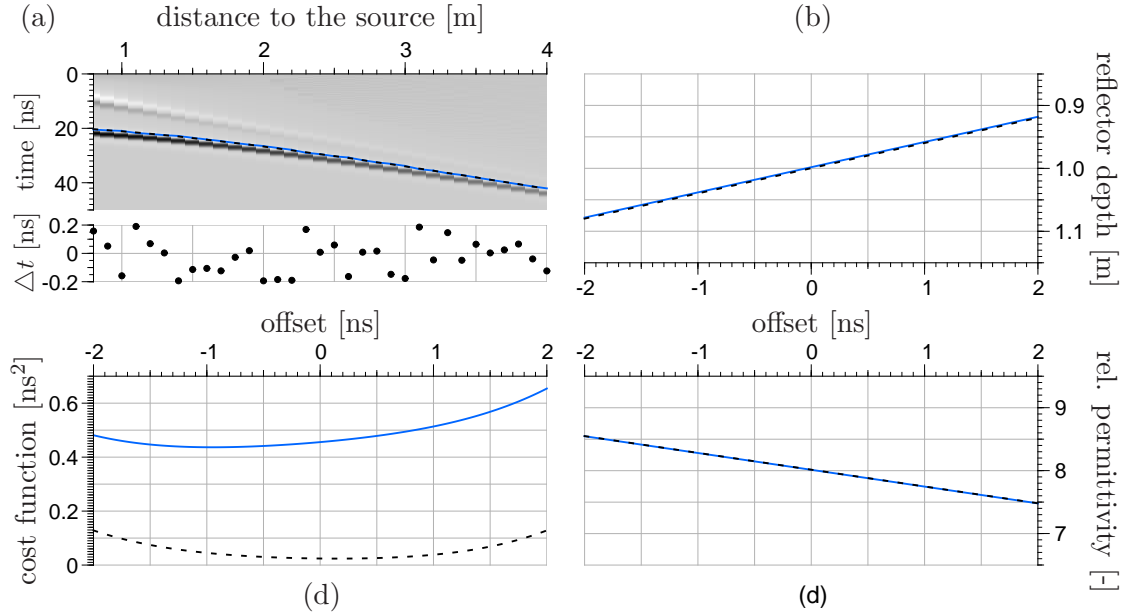 (a)
distance to the source [m]
1 2 3 4
0
20
40
time [ns]
0.2
0
-0.2
△t [ns]
(b)
0.9
1.0
1.1
reflector depth [m]
-2 -1 0 1 2
offset [ns]
-2 -1 0 1 2
0.6
0.4
0.2
0
cost function [ns²]
(d)
offset [ns]
-2 -1 0 1 2
9
8
7
rel. permittivity [-]
(d)